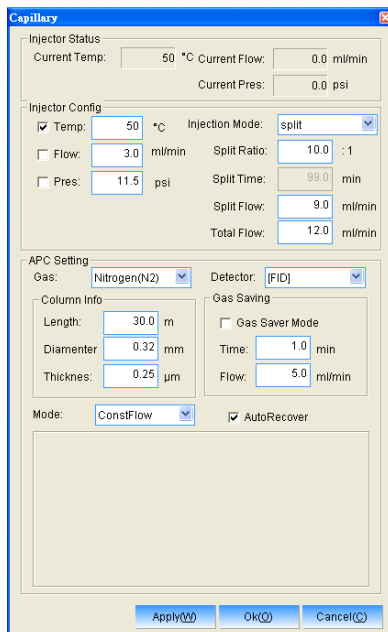 Capillary
Injector Status
Current Temp: 50 °C Current Flow: 0.0 ml/min
Current Pres: 0.0 psi
Injector Config
Temp: 50 °C Injection Mode: split
Flow: 3.0 ml/min Split Ratio: 10.0 :1
Pres: 11.5 psi Split Time: 99.0 min
Split Flow: 9.0 ml/min
Total Flow: 12.0 ml/min
APC Setting
Gas: Nitrogen(N2) Detector: [FID]
Column Info Gas Saving
Length: 30.0 m Gas Saver Mode
Diamenter 0.32 mm Time: 1.0 min
Thicknes: 0.25 µm Flow: 5.0 ml/min
Mode: ConstFlow AutoRecover
Apply(W) Ok(O) Cancel(C)